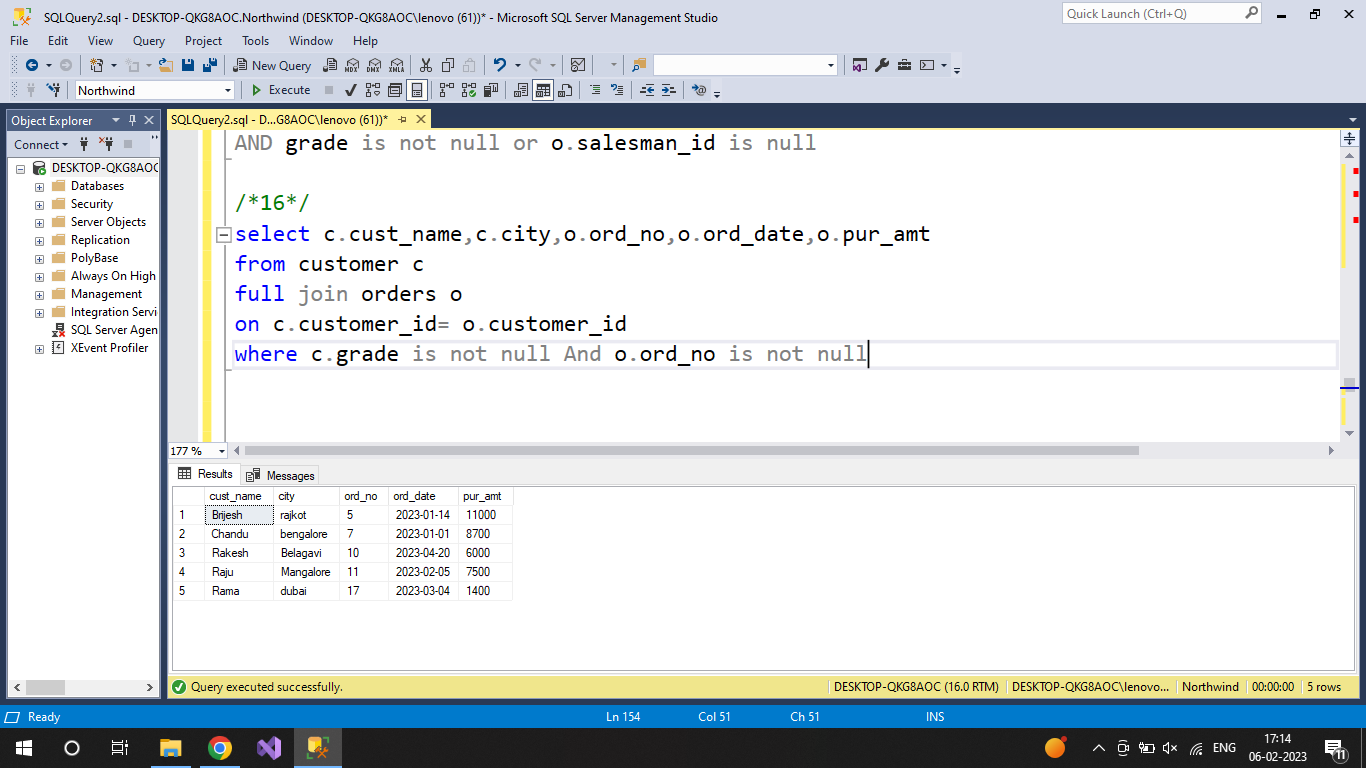 SQLQuery2.sql - DESKTOP-QKG8AOC.Northwind (DESKTOP-QKG8AOC\lenovo (61))* - Microsoft SQL Server Management Studio
Quick Launch (Ctrl+Q)
File Edit View Query Project Tools Window Help
New Query MDX DMX XMLA
Northwind Execute
Object Explorer
SQLQuery2.sql - D...G8AOC\lenovo (61))*
Connect
DESKTOP-QKG8AOC
Databases
Security
Server Objects
Replication
PolyBase
Always On High
Management
Integration Servi
SQL Server Agen
XEvent Profiler
AND grade is not null or o.salesman_id is null
/*16*/
select c.cust_name,c.city,o.ord_no,o.ord_date,o.pur_amt
from customer c
full join orders o
on c.customer_id= o.customer_id
where c.grade is not null And o.ord_no is not null
177 %
Results Messages
cust_name city ord_no ord_date pur_amt
1 Brijesh rajkot 5 2023-01-14 11000
2 Chandu bengalore 7 2023-01-01 8700
3 Rakesh Belagavi 10 2023-04-20 6000
4 Raju Mangalore 11 2023-02-05 7500
5 Rama dubai 17 2023-03-04 1400
Query executed successfully. DESKTOP-QKG8AOC (16.0 RTM) DESKTOP-QKG8AOC\lenovo... Northwind 00:00:00 5 rows
Ready Ln 154 Col 51 Ch 51 INS
ENG 17:14
06-02-2023 11